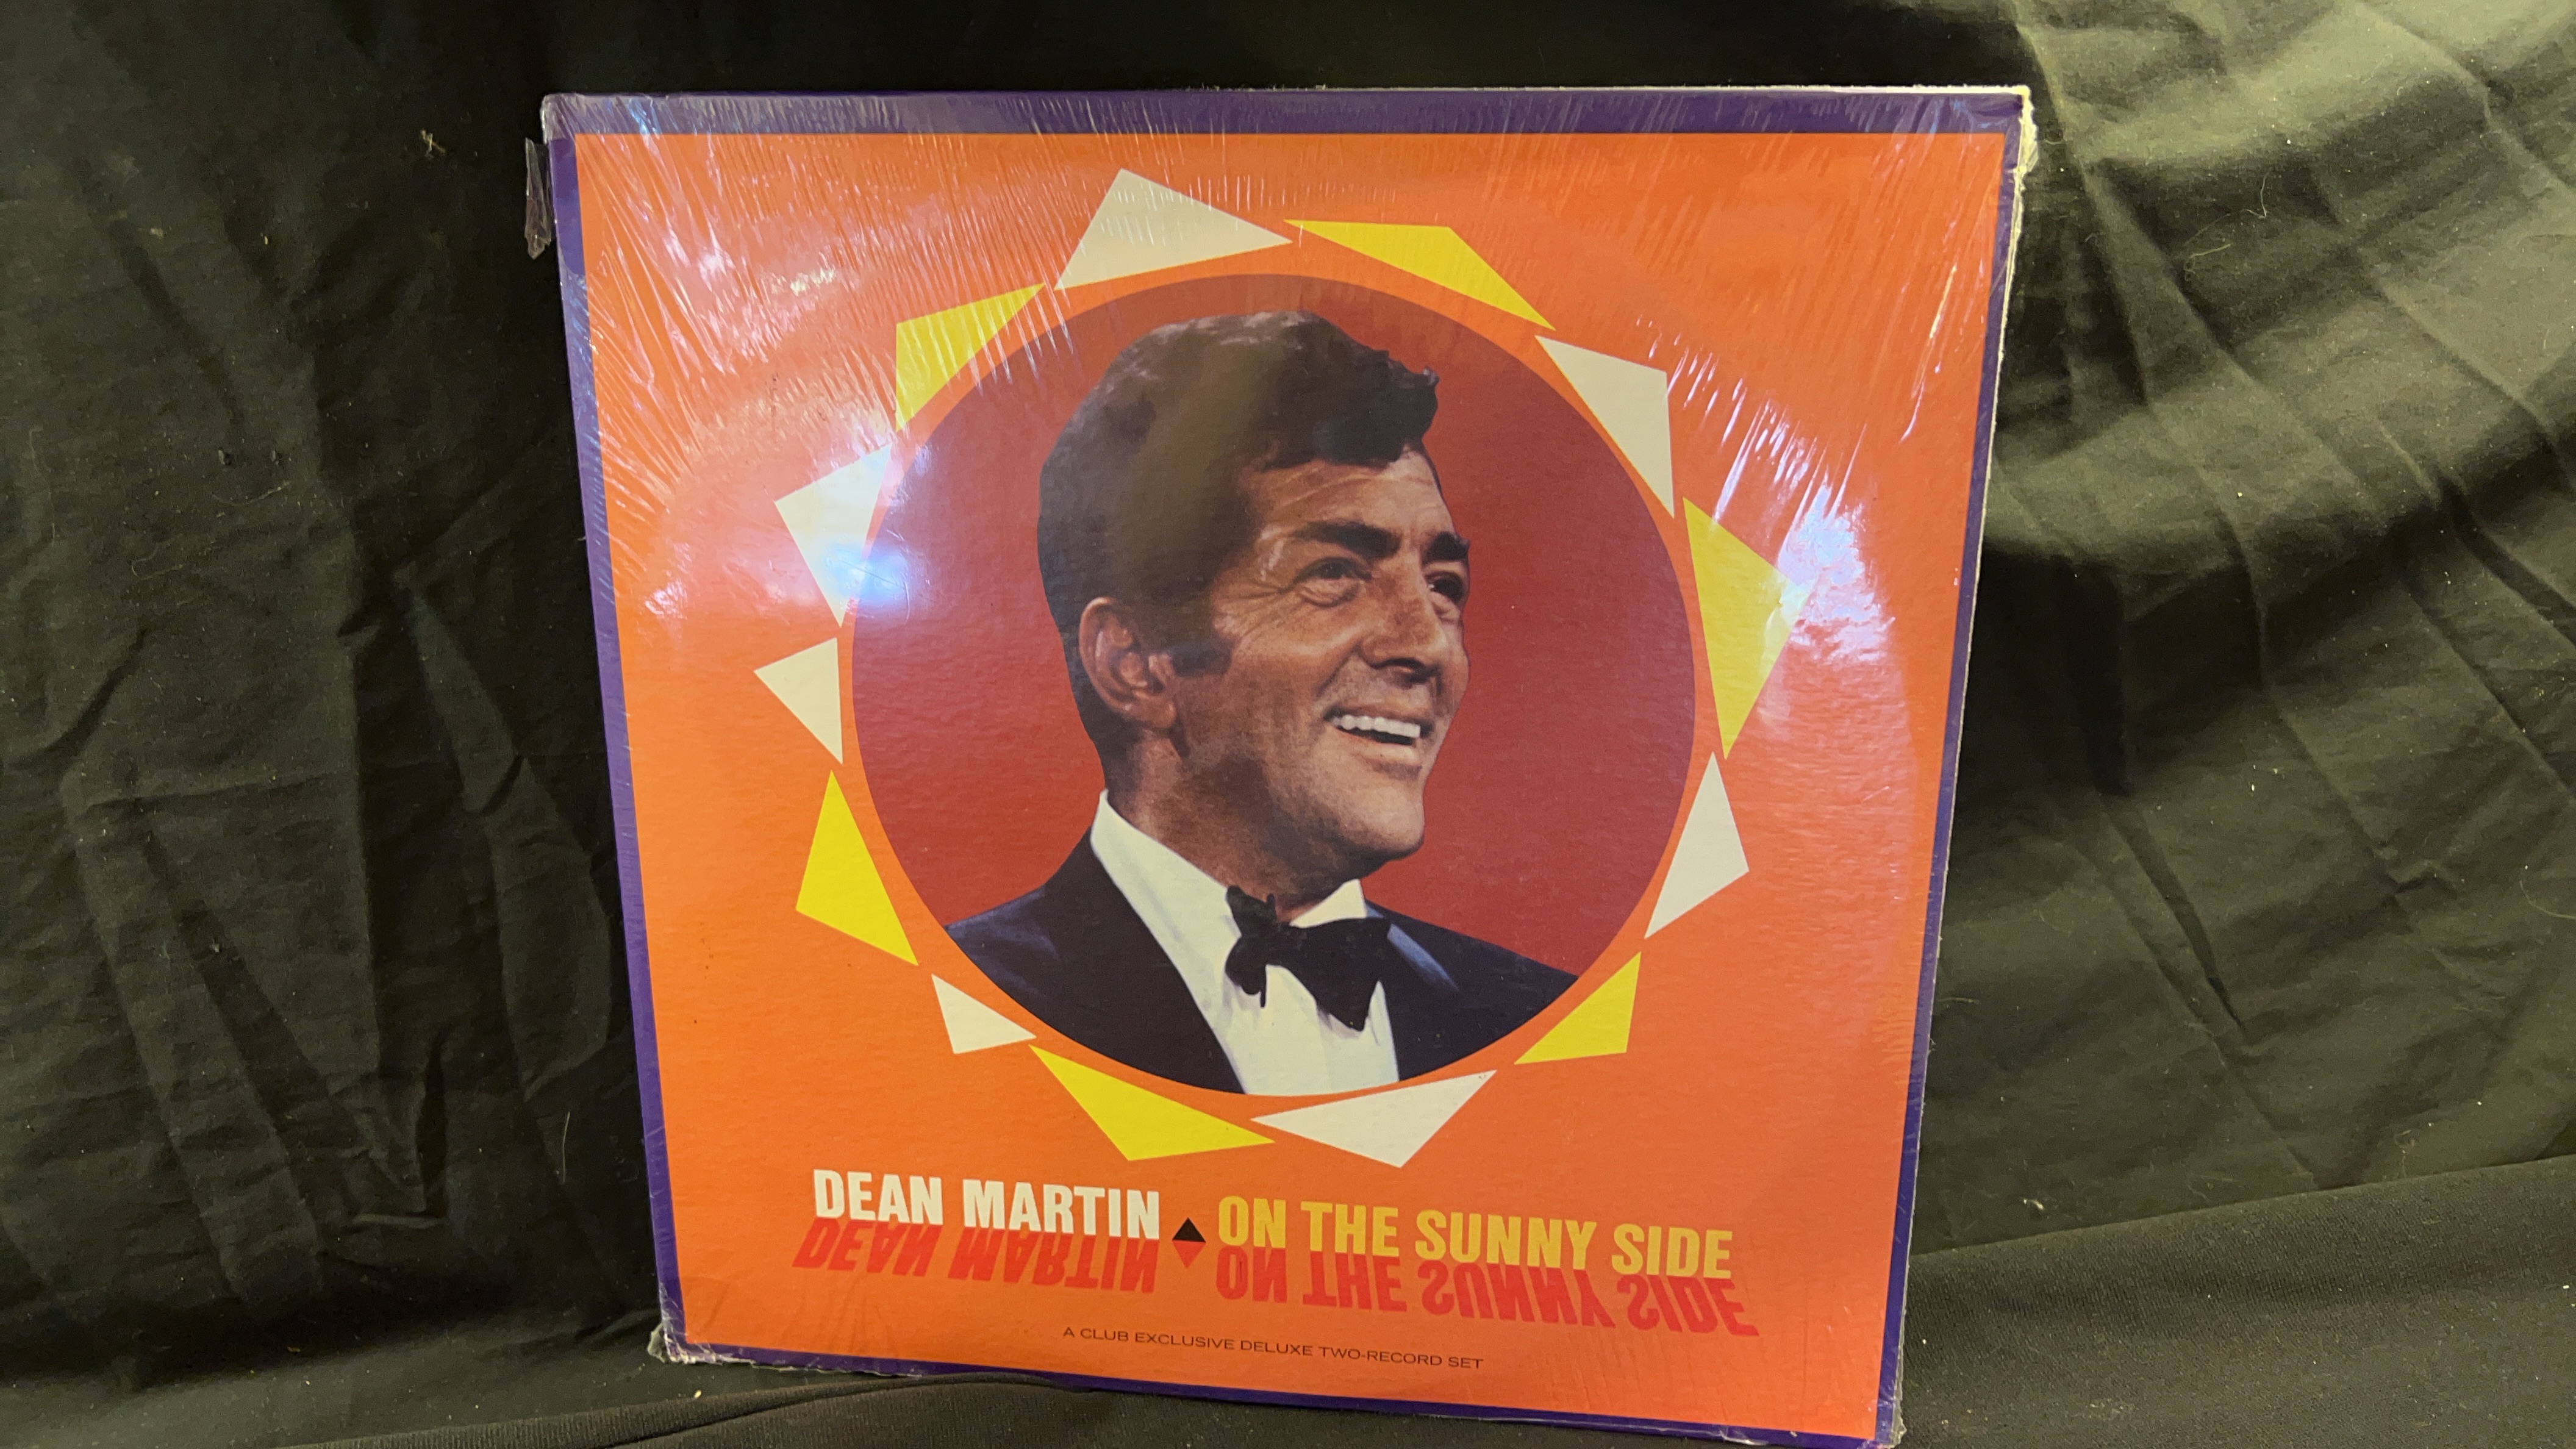 DEAN MARTIN ♦ ON THE SUNNY SIDE
DEAN MARTIN ♦ ON THE SUNNY SIDE
A CLUB EXCLUSIVE DELUXE TWO-RECORD SET